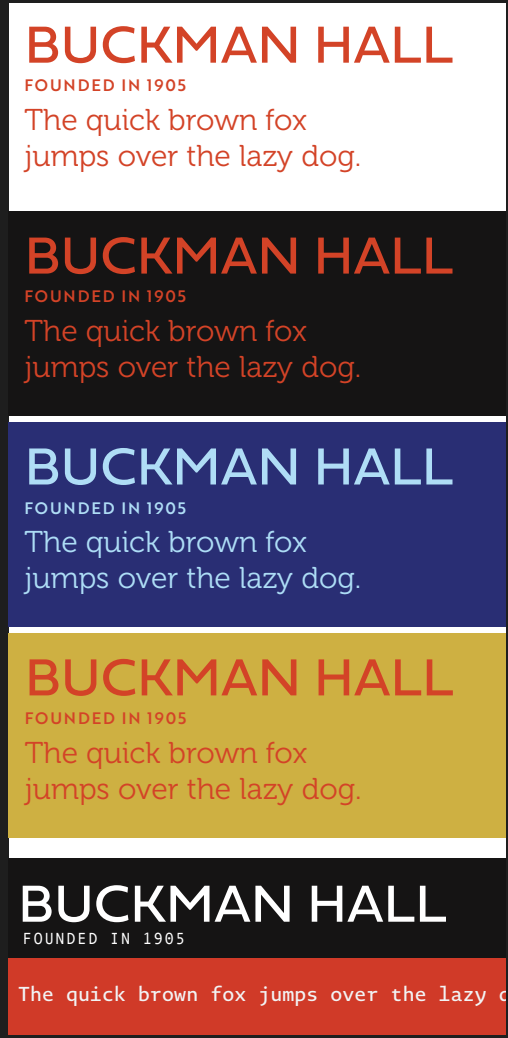 BUCKMAN HALL
FOUNDED IN 1905
The quick brown fox
jumps over the lazy dog.
BUCKMAN HALL
FOUNDED IN 1905
The quick brown fox
jumps over the lazy dog.
BUCKMAN HALL
FOUNDED IN 1905
The quick brown fox
jumps over the lazy dog.
BUCKMAN HALL
FOUNDED IN 1905
The quick brown fox
jumps over the lazy dog.
BUCKMAN HALL
FOUNDED IN 1905
The quick brown fox jumps over the lazy